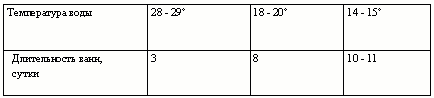 Температура воды 28 - 29˚ 18 - 20˚ 14 - 15˚
Длительность ванн, 3 8 10 - 11
сутки